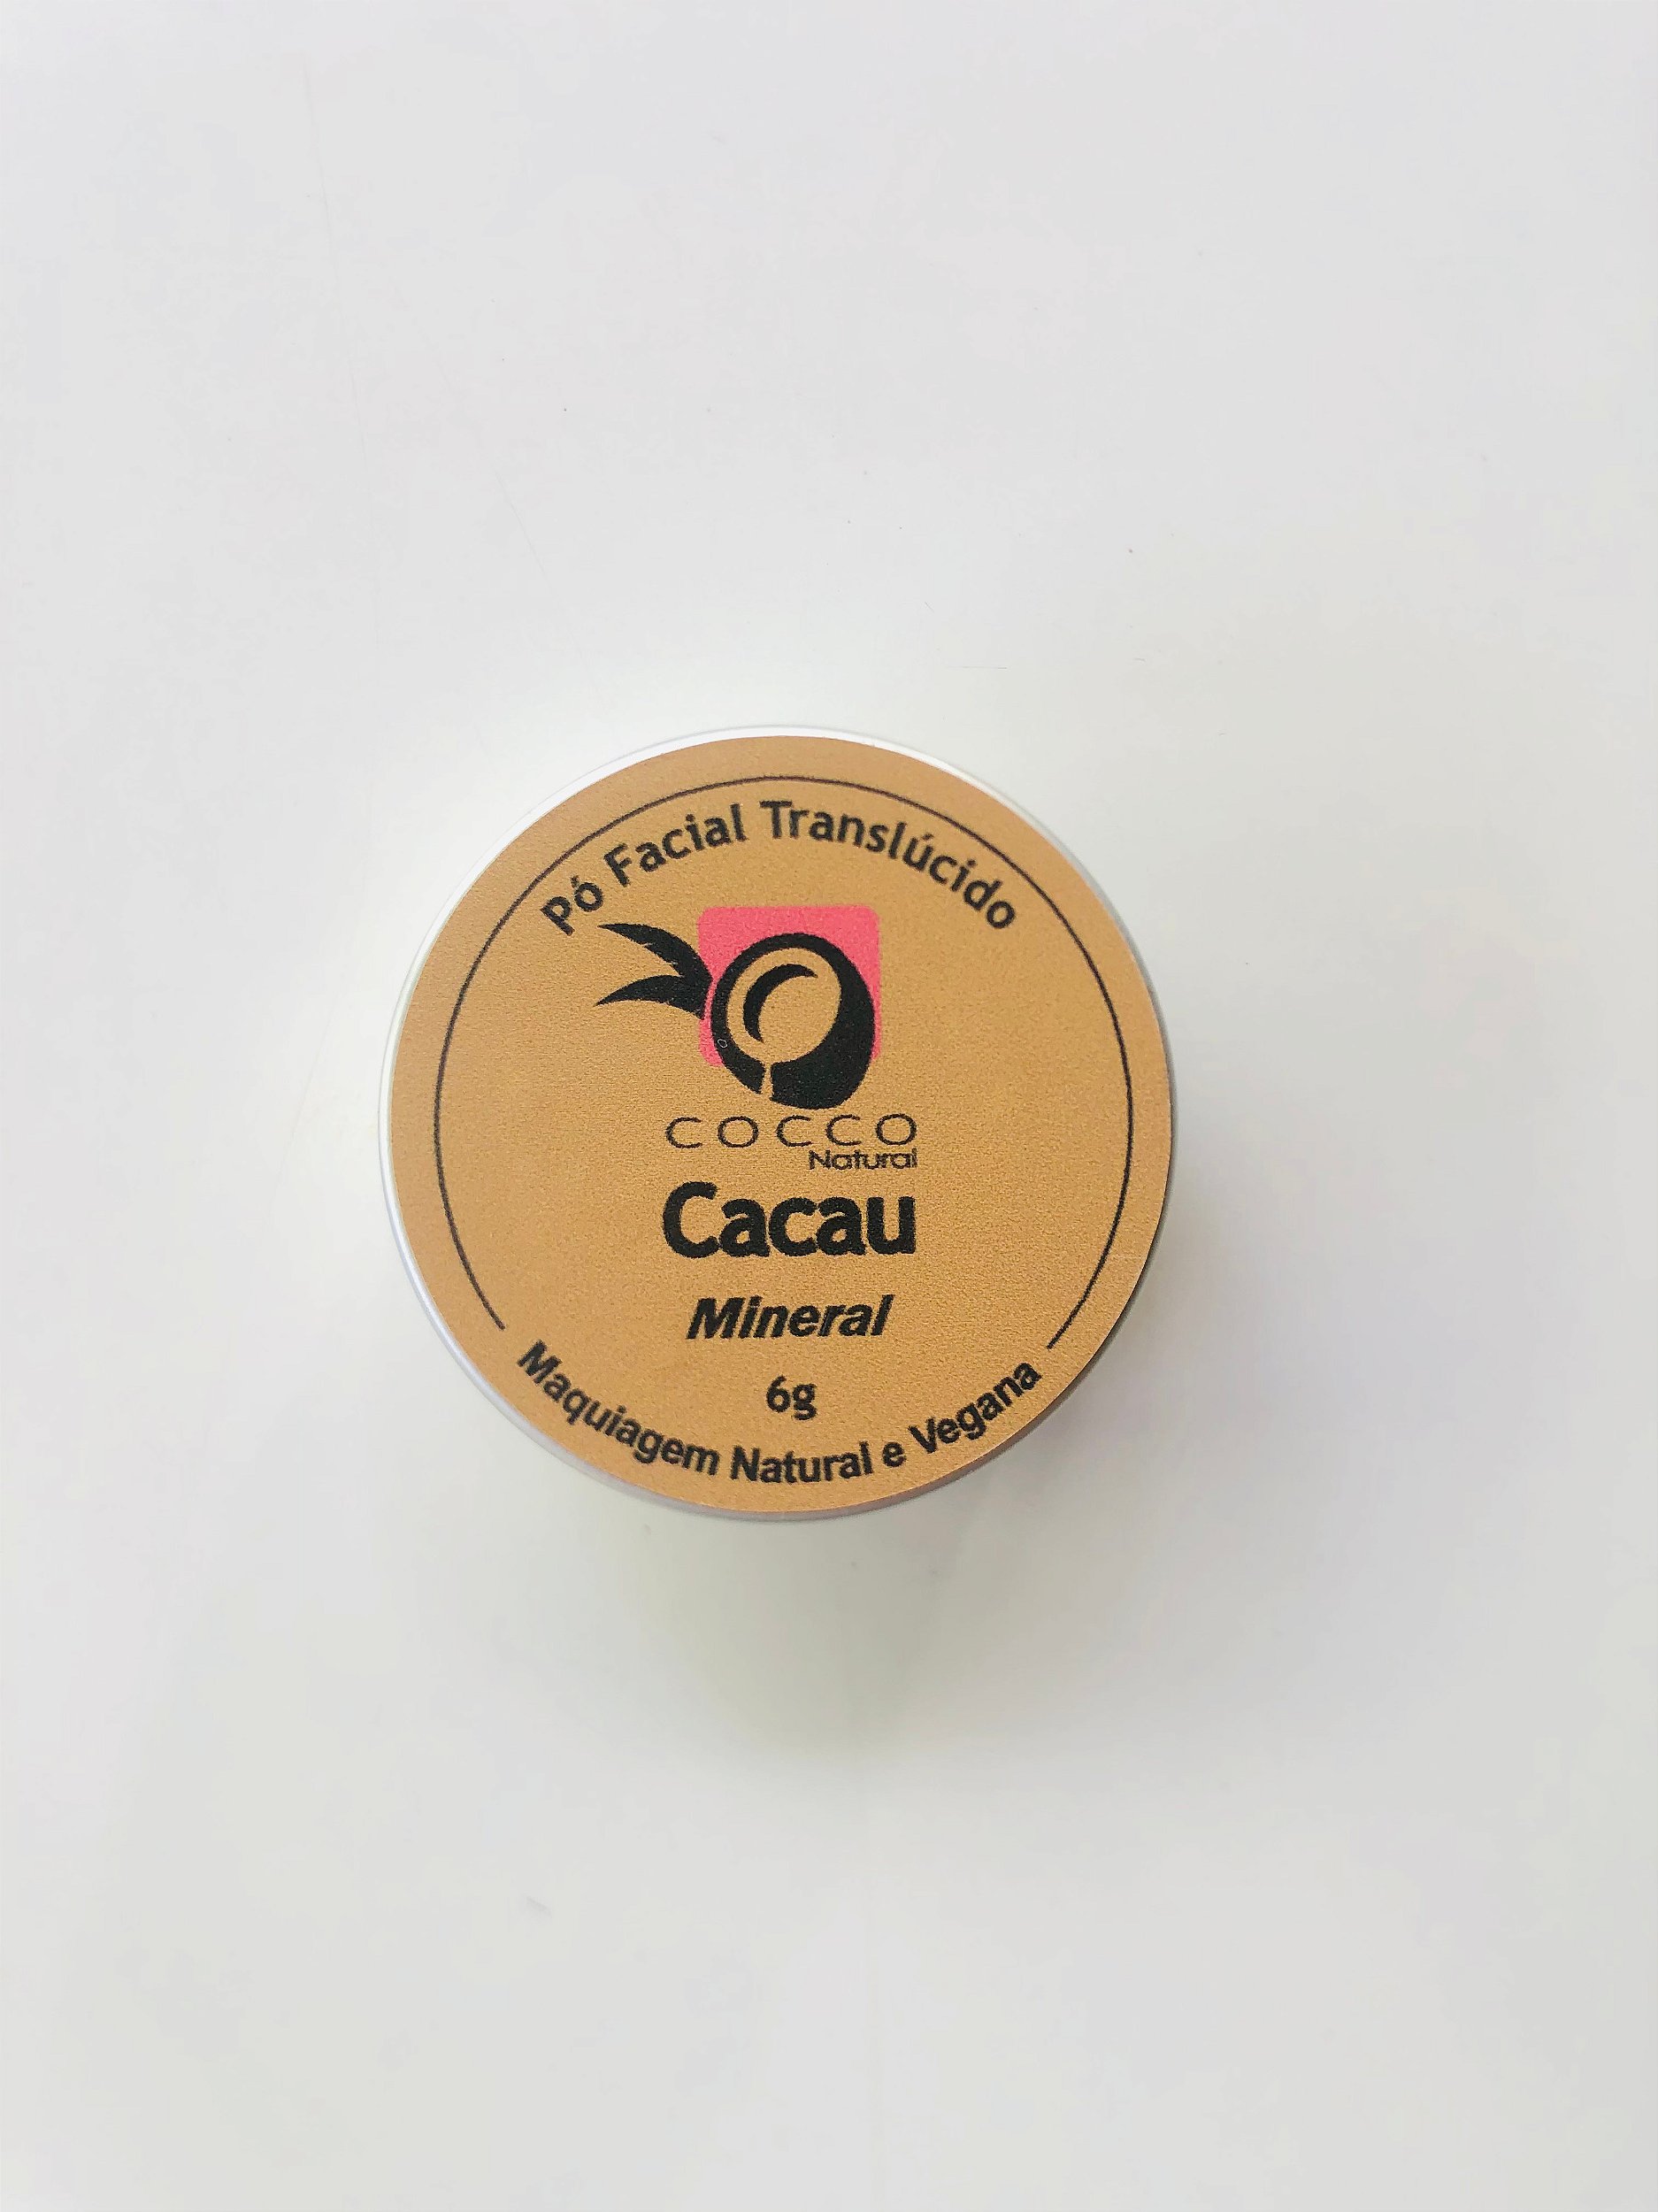 Pó Facial Translúcido
COCCO
Natural
Cacau
Mineral
6g
Maquiagem Natural e Vegana